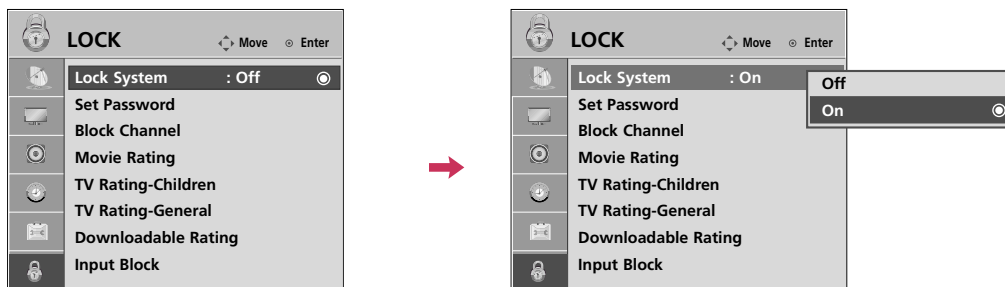 LOCK
Move
Enter
Lock System : Off
Set Password
Block Channel
Movie Rating
TV Rating-Children
TV Rating-General
Downloadable Rating
Input Block
LOCK
Move
Enter
Lock System : On
Set Password
Block Channel
Movie Rating
TV Rating-Children
TV Rating-General
Downloadable Rating
Input Block
Off
On